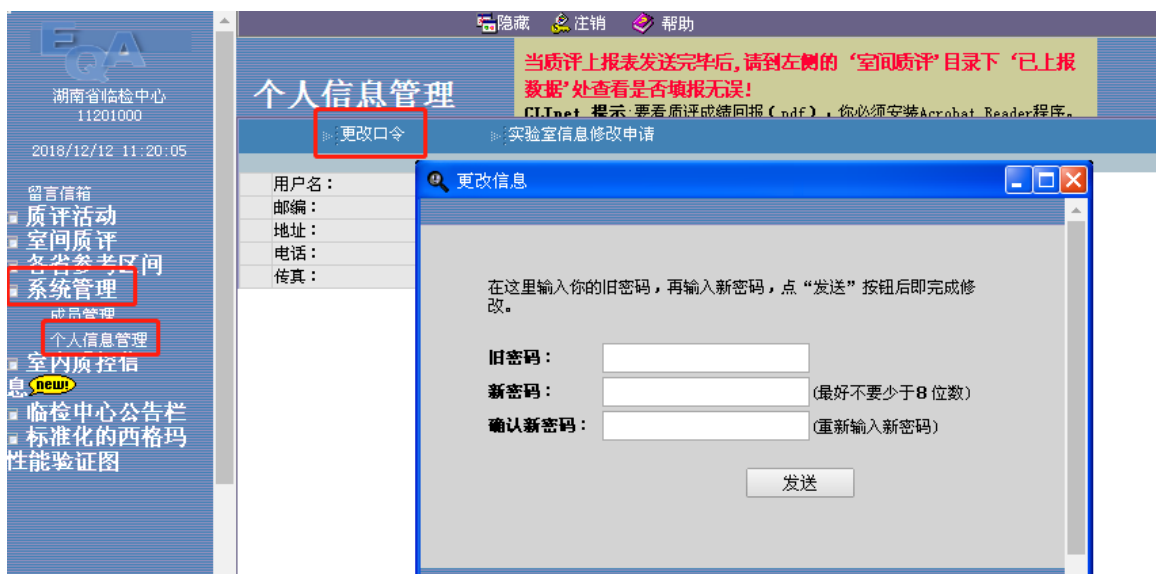 隐藏 注销 帮助
EQA
湖南省临检中心
11201000
2018/12/12 11:20:05
留言信箱
质评活动
室间质评
各省参考区间
系统管理
成员管理
个人信息管理
室内质控信
息 new!
临检中心公告栏
标准化的西格玛
性能验证图
个人信息管理
当质评上报表发送完毕后,请到左侧的‘室间质评’目录下‘已上报
数据’处查看是否填报无误!
CLInet 提示:要看质评成绩回报(pdf),你必须安装Acrobat Reader程序。
更改口令 实验室信息修改申请
用户名:
邮编:
地址:
电话:
传真:
更改信息
在这里输入你的旧密码,再输入新密码,点“发送”按钮后即完成修
改。
旧密码:
新密码: (最好不要少于8位数)
确认新密码: (重新输入新密码)
发送